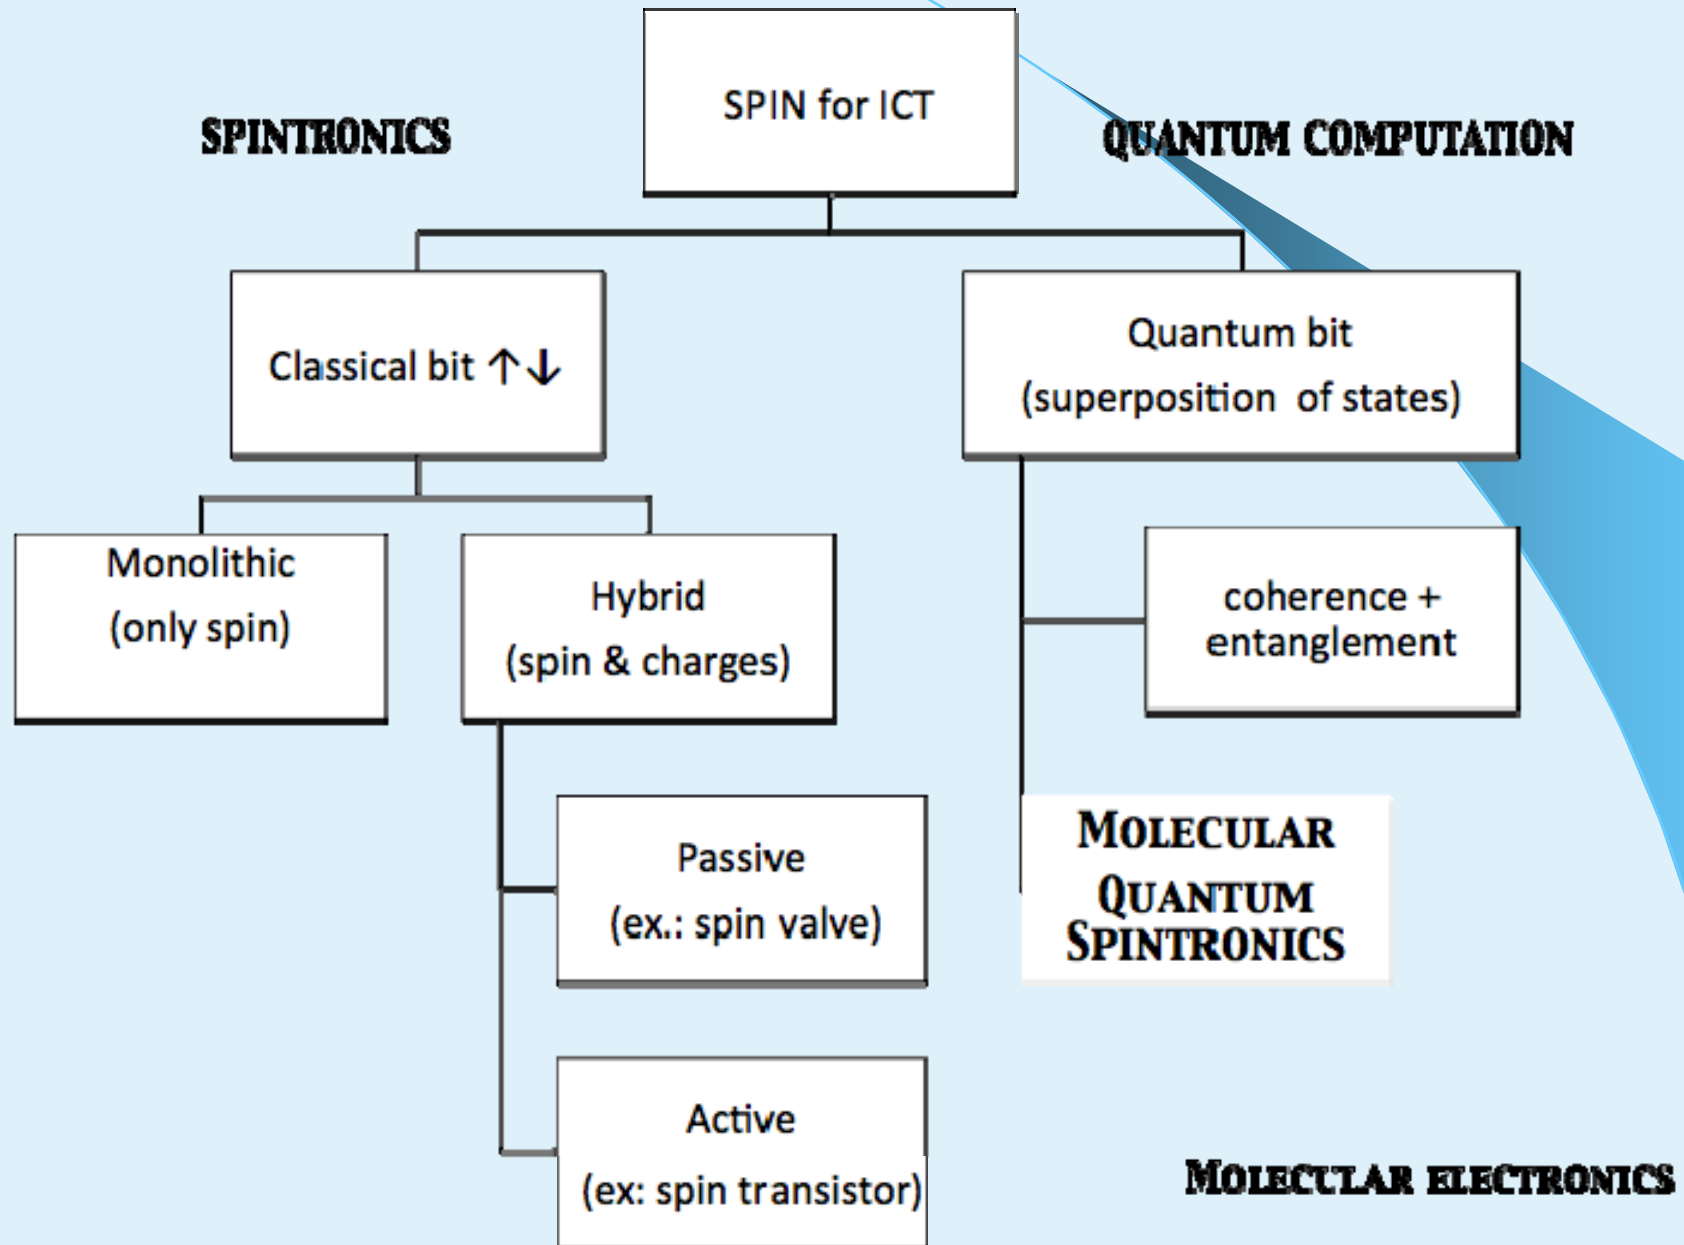 SPIN for ICT
SPINTRONICS
QUANTUM COMPUTATION
Classical bit ↑↓
Quantum bit
(superposition of states)
Monolithic
(only spin)
Hybrid
(spin & charges)
coherence +
entanglement
Passive
(ex.: spin valve)
MOLECULAR
QUANTUM
SPINTRONICS
Active
(ex: spin transistor)
MOLECULAR ELECTRONICS